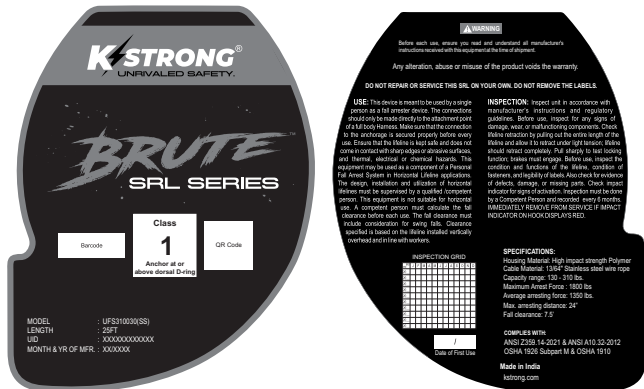 KSTRONG®
UNRIVALED SAFETY.
BRUTE
SRL SERIES
Barcode
Class
1
Anchor at or
above dorsal D-ring
QR Code
MODEL : UFS310030(SS)
LENGTH : 25FT
UID : XXXXXXXXXXXX
MONTH & YR OF MFR. : XX/XXXX
WARNING
Before each use, ensure you read and understand all manufacturer's
instructions received with this equipment at the time of shipment.
Any alteration, abuse or misuse of the product voids the warranty.
DO NOT REPAIR OR SERVICE THIS SRL ON YOUR OWN. DO NOT REMOVE THE LABELS.
USE: This device is meant to be used by a single
person as a fall arrester device. The connections
should only be made directly to the attachment point
of a full body Harness. Make sure that the connection
to the anchorage is secured properly before every
use. Ensure that the lifeline is kept safe and does not
come in contact with sharp edges or abrasive surfaces,
and thermal, electrical or chemical hazards. This
equipment may be used as a component of a Personal
Fall Arrest System in Horizontal Lifeline applications.
The design, installation and utilization of horizontal
lifelines must be supervised by a qualified /competent
person. This equipment is not suitable for horizontal
use. A competent person must calculate the fall
clearance before each use. The fall clearance must
include consideration for swing falls. Clearance
specified is based on the lifeline installed vertically
overhead and in line with workers.
INSPECTION: Inspect unit in accordance with
manufacturer's instructions and regulatory
guidelines. Before use, inspect for any signs of
damage, wear, or malfunctioning components. Check
lifeline retraction by pulling out the entire length of the
lifeline and allow it to retract under light tension; lifeline
should retract completely. Pull sharply to test locking
function; brakes must engage. Before use, inspect the
condition and functions of the lifeline, condition of
fasteners, and legibility of labels. Also check for evidence
of defects, damage, or missing parts. Check impact
indicator for signs of activation. Inspection must be done
by a Competent Person and recorded every 6 months.
IMMEDIATELY REMOVE FROM SERVICE IF IMPACT
INDICATOR ON HOOK DISPLAYS RED.
INSPECTION GRID
/
Date of First Use
SPECIFICATIONS:
Housing Material: High impact strength Polymer
Cable Material: 13/64" Stainless steel wire rope
Capacity range: 130 - 310 lbs.
Maximum Arrest Force : 1800 lbs
Average arresting force: 1350 lbs.
Max. arresting distance: 24"
Fall clearance: 7.5'
COMPLIES WITH:
ANSI Z359.14-2021 & ANSI A10.32-2012
OSHA 1926 Subpart M & OSHA 1910
Made in India
kstrong.com